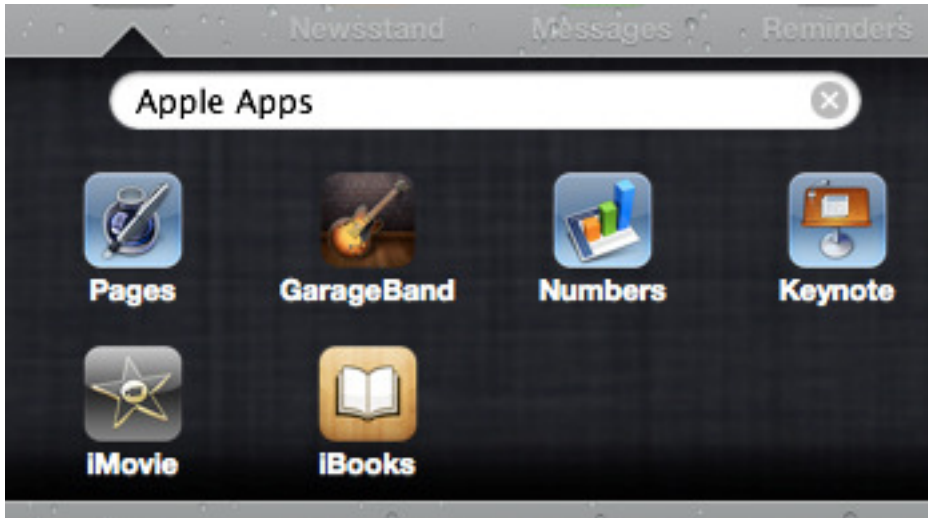 Newsstand Messages Reminders
Apple Apps
Pages GarageBand Numbers Keynote
iMovie iBooks